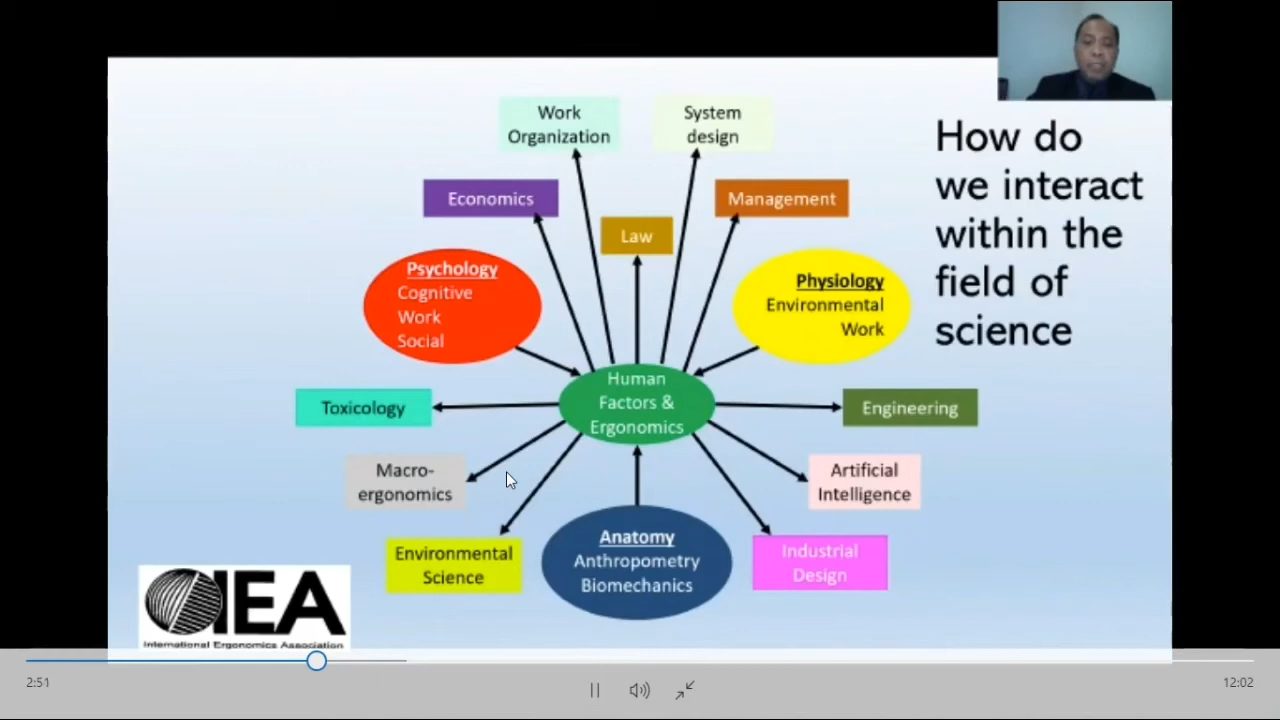 How do
we interact
within the
field of
science
Work
Organization
System
design
Economics
Law
Management
Psychology
Cognitive
Work
Social
Physiology
Environmental
Work
Human
Factors &
Ergonomics
Toxicology
Engineering
Macro-
ergonomics
Artificial
Intelligence
Environmental
Science
Anatomy
Anthropometry
Biomechanics
Industrial
Design
IEA
International Ergonomics Association
2:51
12:02